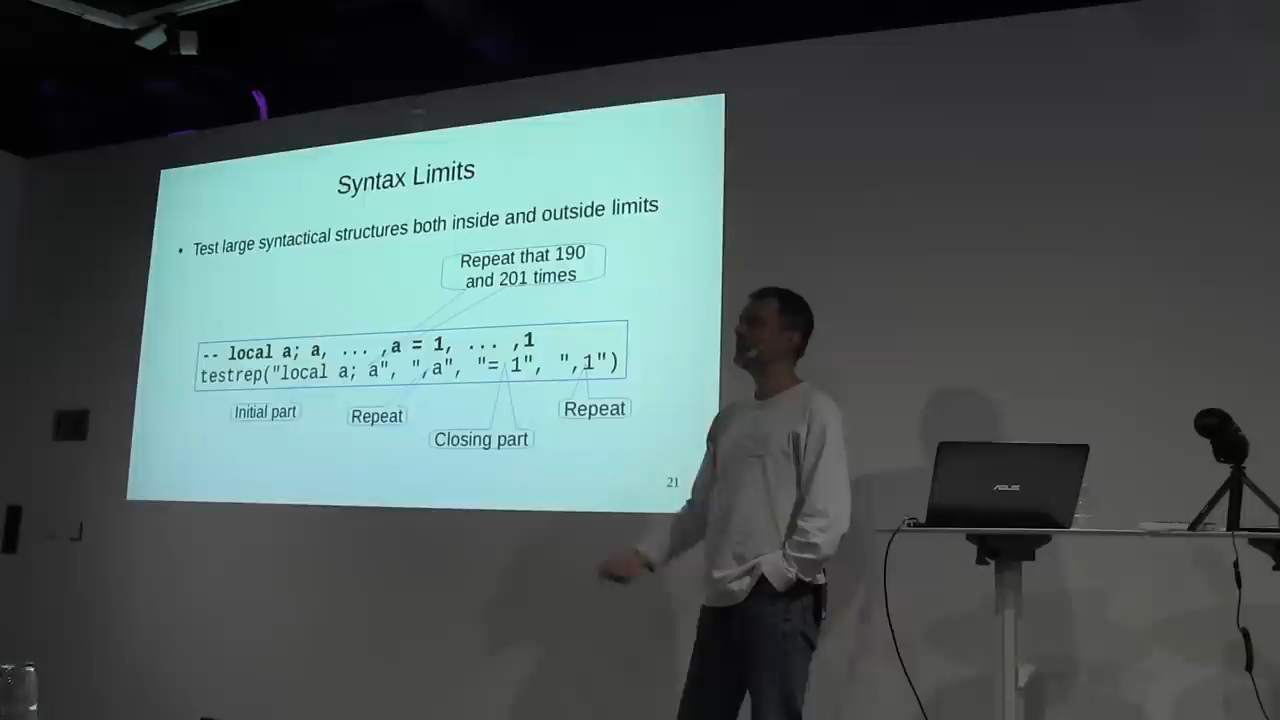 Syntax Limits
• Test large syntactical structures both inside and outside limits
Repeat that 190
and 201 times
-- local a; a, ... ,a = 1, ... ,1
testrep("local a; a", ",a", "= 1", ",1")
Initial part
Repeat
Closing part
Repeat
21
ASUS